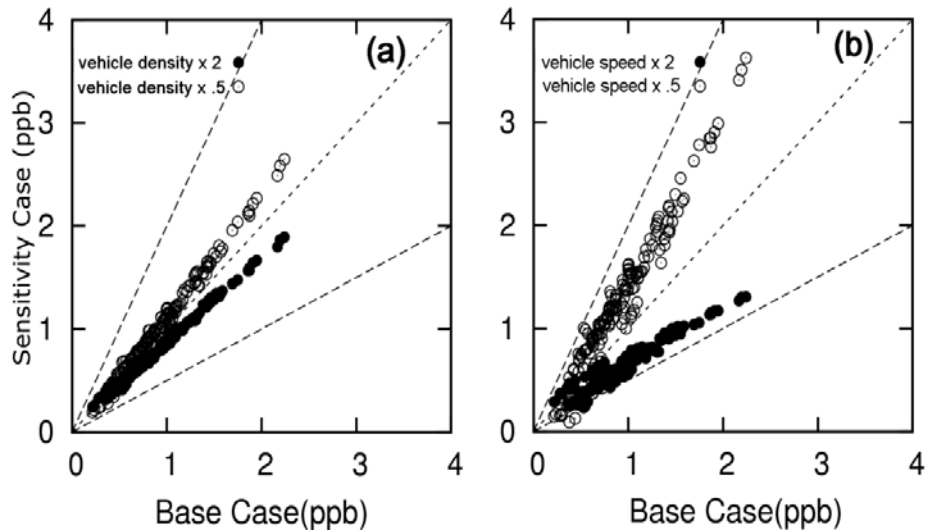 4
3
2
1
0
Sensitivity Case (ppb)
(a)
vehicle density x 2
vehicle density x .5
0 1 2 3 4
Base Case(ppb)
4
3
2
1
0
(b)
vehicle speed x 2
vehicle speed x .5
0 1 2 3 4
Base Case(ppb)